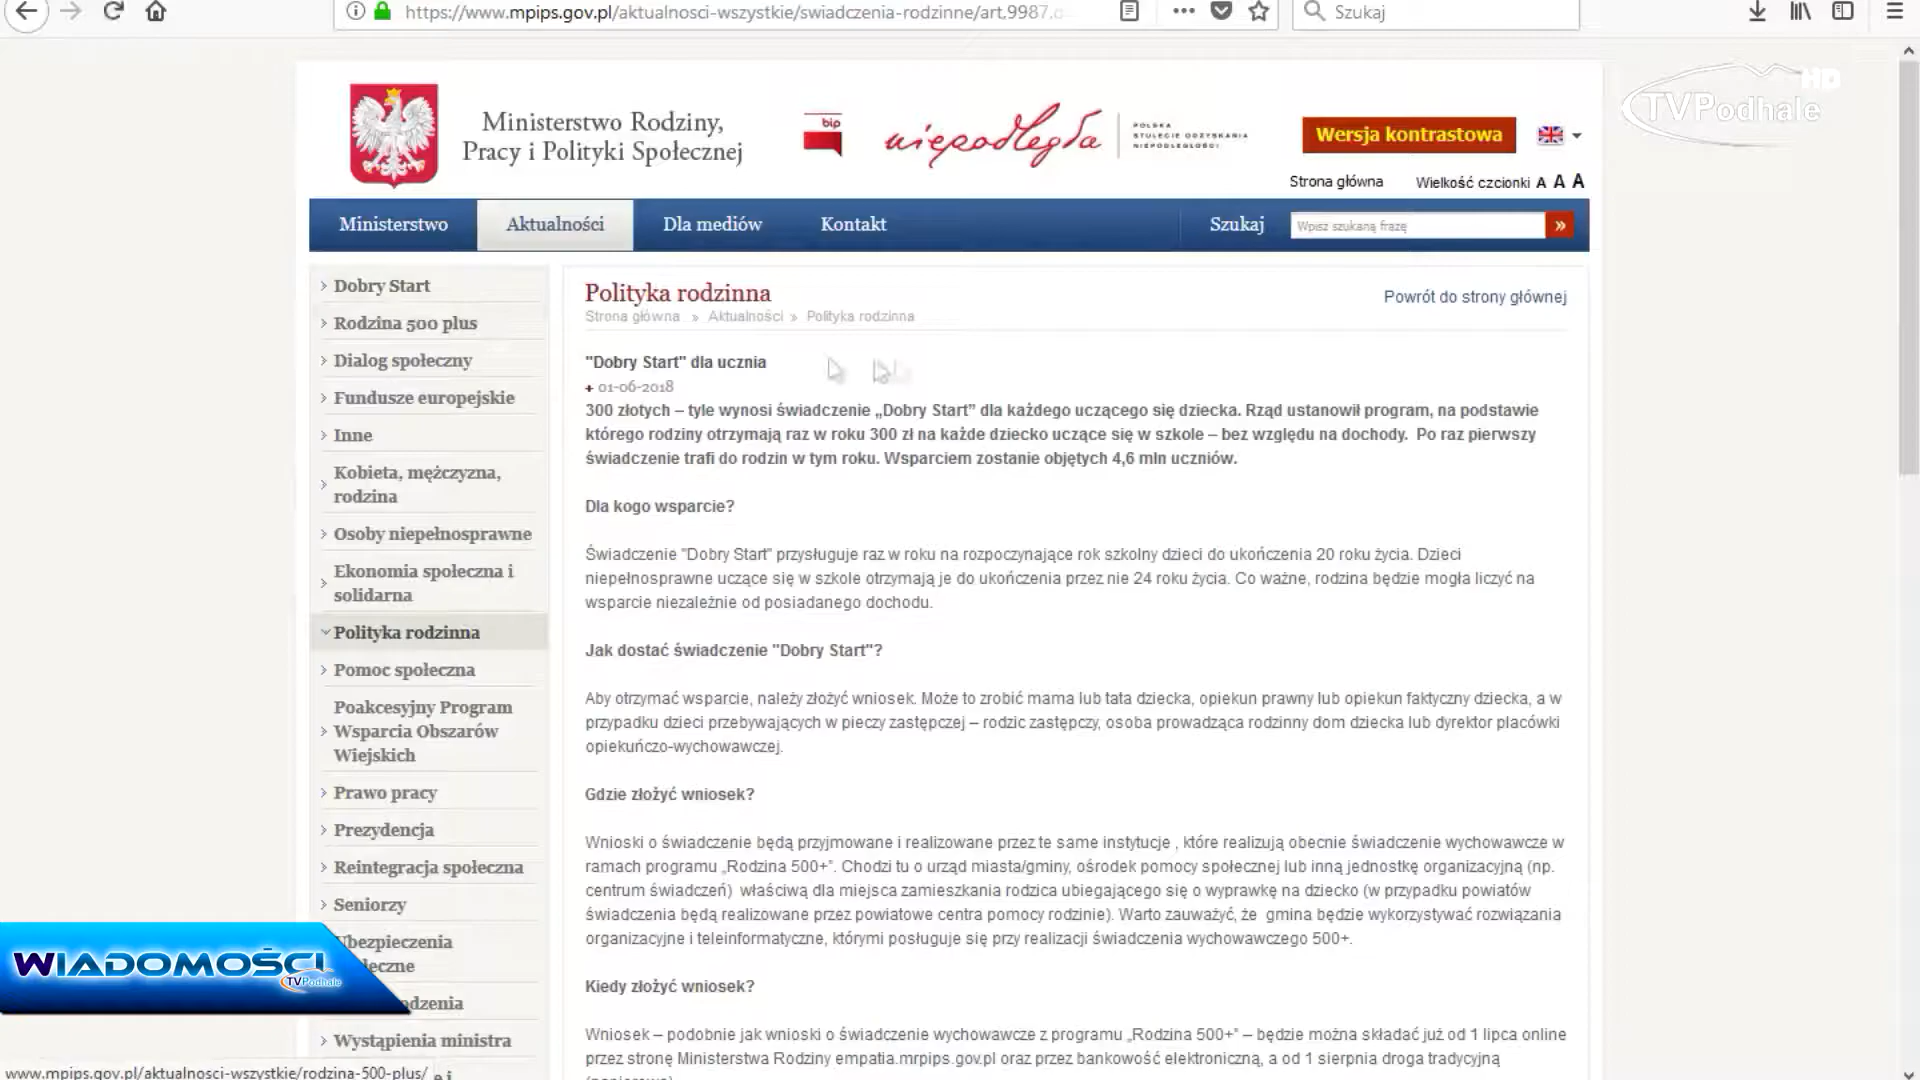 https://www.mpips.gov.pl/aktualnosci-wszystkie/swiadczenia-rodzinne/art,9987,d
Szukaj
TVPodhale HD
Ministerstwo Rodziny,
Pracy i Polityki Społecznej
bip
niepodległa
POLSKA
STULECIE ODZYSKANIA
NIEPODLEGŁOŚCI
Wersja kontrastowa
Strona główna
Wielkość czcionki A A A
Ministerstwo
Aktualności
Dla mediów
Kontakt
Szukaj
Wpisz szukaną frazę
»
Dobry Start
Rodzina 500 plus
Dialog społeczny
Fundusze europejskie
Inne
Kobieta, mężczyzna,
rodzina
Osoby niepełnosprawne
Ekonomia społeczna i
solidarna
Polityka rodzinna
Pomoc społeczna
Poakcesyjny Program
Wsparcia Obszarów
Wiejskich
Prawo pracy
Prezydencja
Reintegracja społeczna
Seniorzy
Ubezpieczenia
łeczne
odzenia
Wystąpienia ministra
Polityka rodzinna
Powrót do strony głównej
Strona główna » Aktualności » Polityka rodzinna
"Dobry Start" dla ucznia
+ 01-06-2018
300 złotych – tyle wynosi świadczenie „Dobry Start” dla każdego uczącego się dziecka. Rząd ustanowił program, na podstawie
którego rodziny otrzymają raz w roku 300 zł na każde dziecko uczące się w szkole – bez względu na dochody. Po raz pierwszy
świadczenie trafi do rodzin w tym roku. Wsparciem zostanie objętych 4,6 mln uczniów.
Dla kogo wsparcie?
Świadczenie "Dobry Start" przysługuje raz w roku na rozpoczynające rok szkolny dzieci do ukończenia 20 roku życia. Dzieci
niepełnosprawne uczące się w szkole otrzymają je do ukończenia przez nie 24 roku życia. Co ważne, rodzina będzie mogła liczyć na
wsparcie niezależnie od posiadanego dochodu.
Jak dostać świadczenie "Dobry Start"?
Aby otrzymać wsparcie, należy złożyć wniosek. Może to zrobić mama lub tata dziecka, opiekun prawny lub opiekun faktyczny dziecka, a w
przypadku dzieci przebywających w pieczy zastępczej – rodzic zastępczy, osoba prowadząca rodzinny dom dziecka lub dyrektor placówki
opiekuńczo-wychowawczej.
Gdzie złożyć wniosek?
Wnioski o świadczenie będą przyjmowane i realizowane przez te same instytucje , które realizują obecnie świadczenie wychowawcze w
ramach programu „Rodzina 500+”. Chodzi tu o urząd miasta/gminy, ośrodek pomocy społecznej lub inną jednostkę organizacyjną (np.
centrum świadczeń) właściwą dla miejsca zamieszkania rodzica ubiegającego się o wyprawkę na dziecko (w przypadku powiatów
świadczenia będą realizowane przez powiatowe centra pomocy rodzinie). Warto zauważyć, że gmina będzie wykorzystywać rozwiązania
organizacyjne i teleinformatyczne, którymi posługuje się przy realizacji świadczenia wychowawczego 500+.
Kiedy złożyć wniosek?
Wniosek – podobnie jak wnioski o świadczenie wychowawcze z programu „Rodzina 500+” – będzie można składać już od 1 lipca online
przez stronę Ministerstwa Rodziny empatia.mrpips.gov.pl oraz przez bankowość elektroniczną, a od 1 sierpnia droga tradycyjną
WIADOMOŚCI
TVPodhale
www.mpips.gov.pl/aktualnosci-wszystkie/rodzina-500-plus/